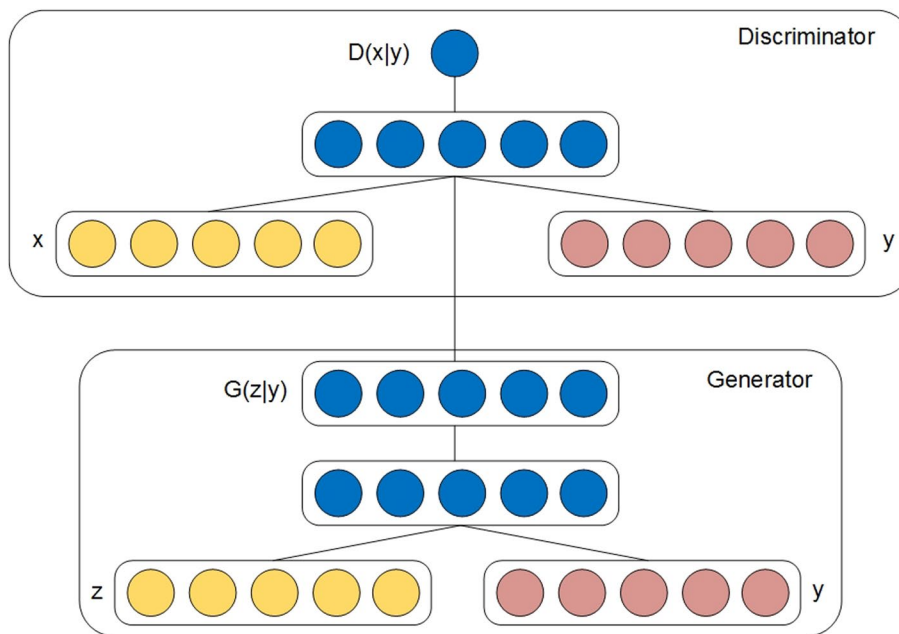 Discriminator
D(x|y)
x
y
Generator
G(z|y)
z
y